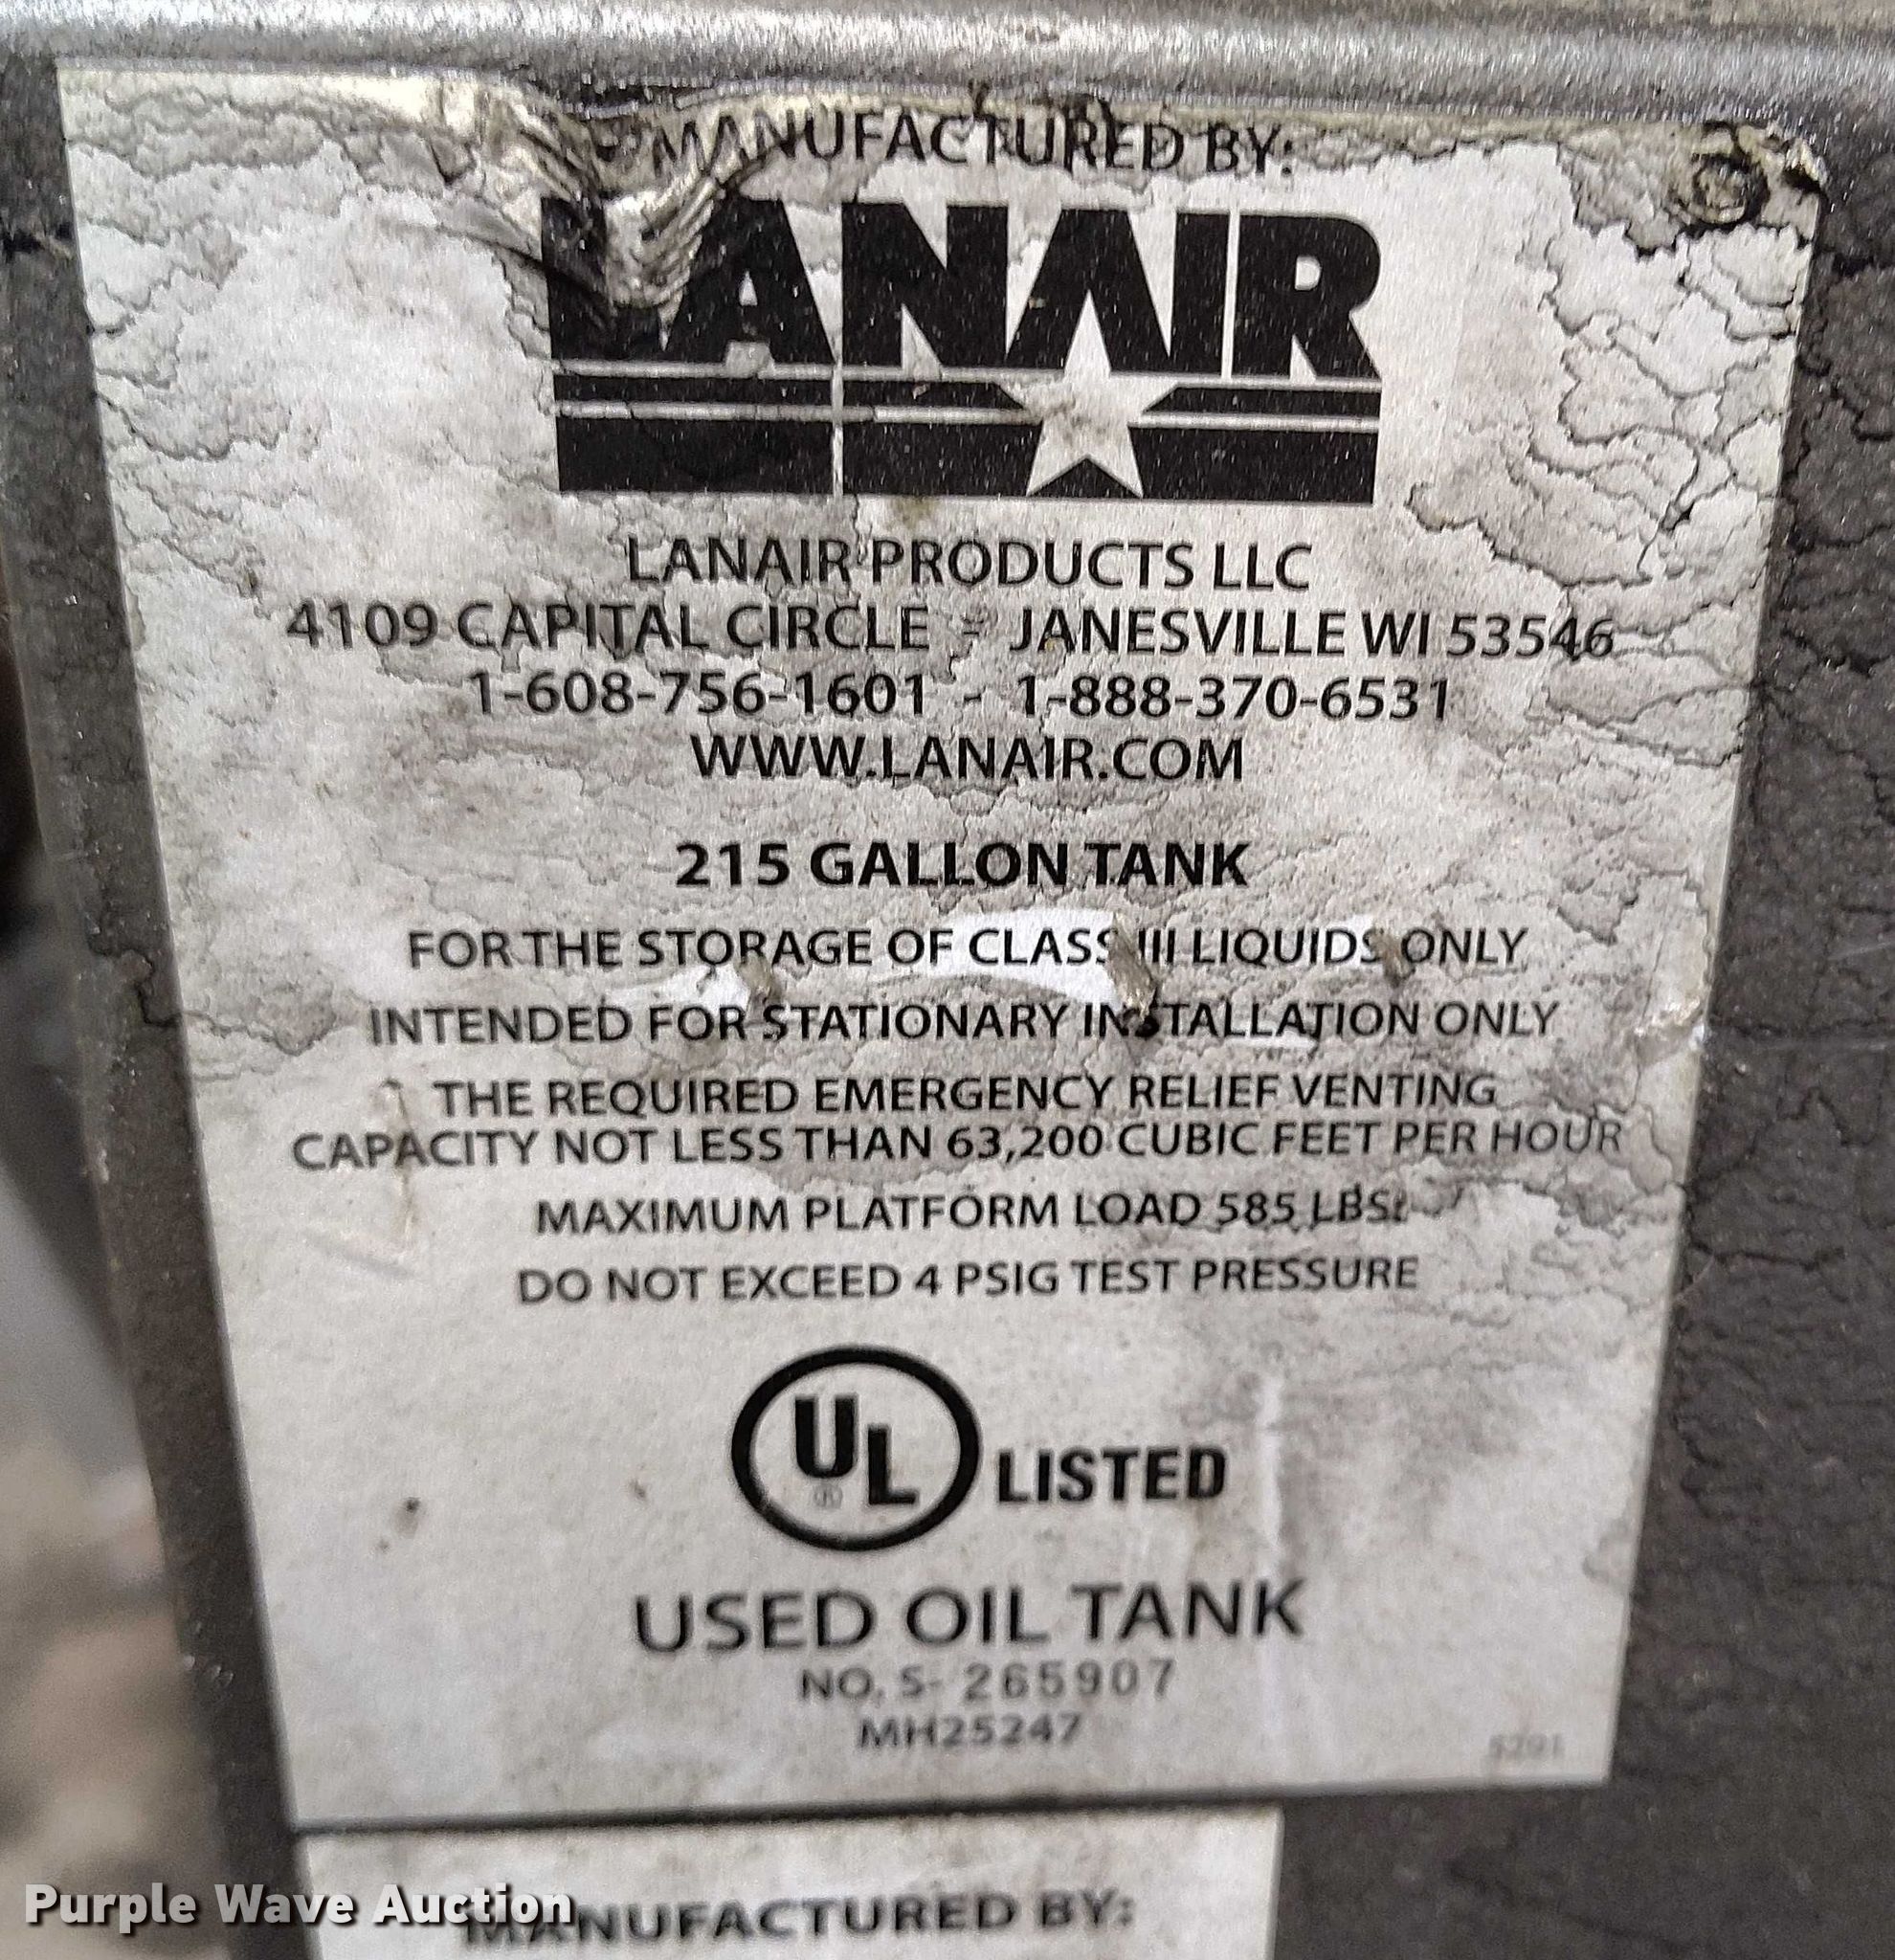 MANUFACTURED BY:
LANAIR
LANAIR PRODUCTS LLC
4109 CAPITAL CIRCLE - JANESVILLE WI 53546
1-608-756-1601 - 1-888-370-6531
WWW.LANAIR.COM
215 GALLON TANK
FOR THE STORAGE OF CLASS III LIQUIDS ONLY
INTENDED FOR STATIONARY INSTALLATION ONLY
THE REQUIRED EMERGENCY RELIEF VENTING
CAPACITY NOT LESS THAN 63,200 CUBIC FEET PER HOUR
MAXIMUM PLATFORM LOAD 585 LBS.
DO NOT EXCEED 4 PSIG TEST PRESSURE
UL® LISTED
USED OIL TANK
NO. S- 265907
MH25247
MANUFACTURED BY:
Purple Wave Auction